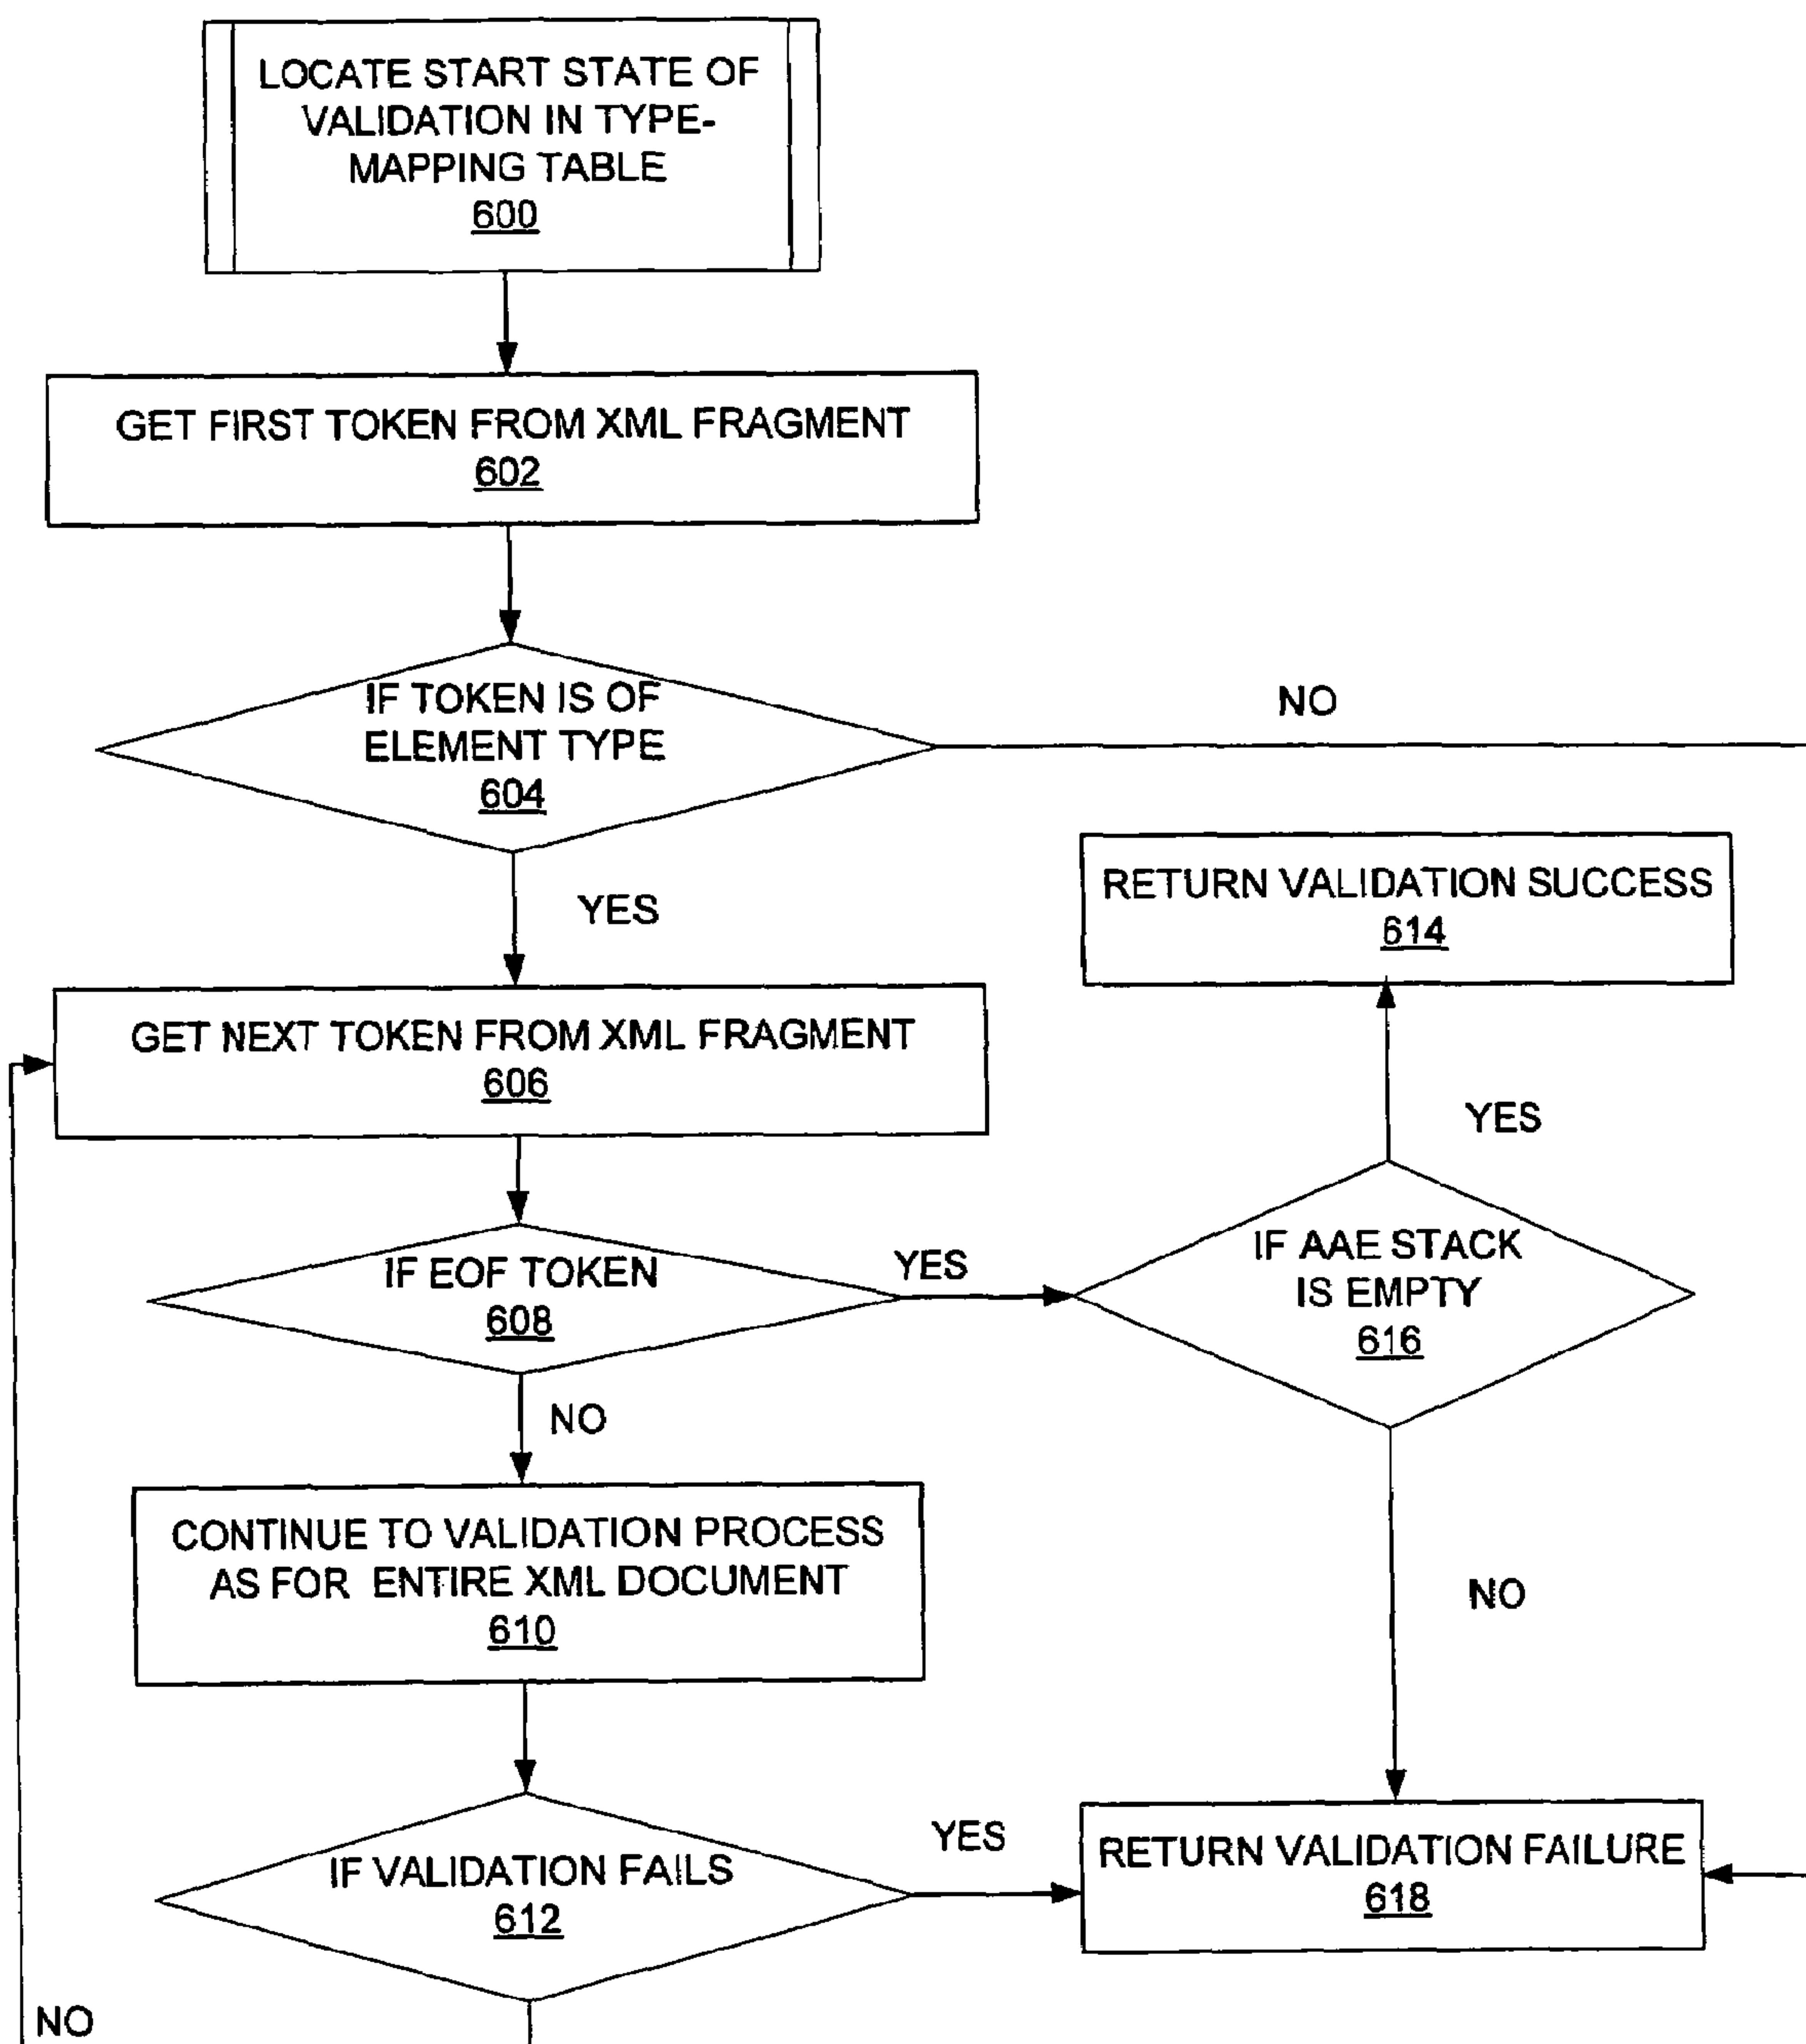 LOCATE START STATE OF
VALIDATION IN TYPE-
MAPPING TABLE
600
GET FIRST TOKEN FROM XML FRAGMENT
602
IF TOKEN IS OF
ELEMENT TYPE
604
NO
YES
RETURN VALIDATION SUCCESS
614
GET NEXT TOKEN FROM XML FRAGMENT
606
YES
IF EOF TOKEN
608
YES
IF AAE STACK
IS EMPTY
616
NO
CONTINUE TO VALIDATION PROCESS
AS FOR ENTIRE XML DOCUMENT
610
NO
IF VALIDATION FAILS
612
YES
RETURN VALIDATION FAILURE
618
NO